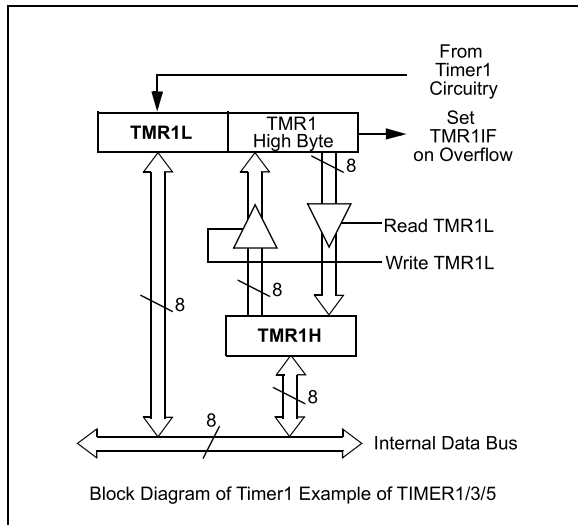 From
Timer1
Circuitry
TMR1L
TMR1
High Byte
Set
TMR1IF
on Overflow
8
Read TMR1L
Write TMR1L
8
8
TMR1H
8
8
Internal Data Bus
Block Diagram of Timer1 Example of TIMER1/3/5